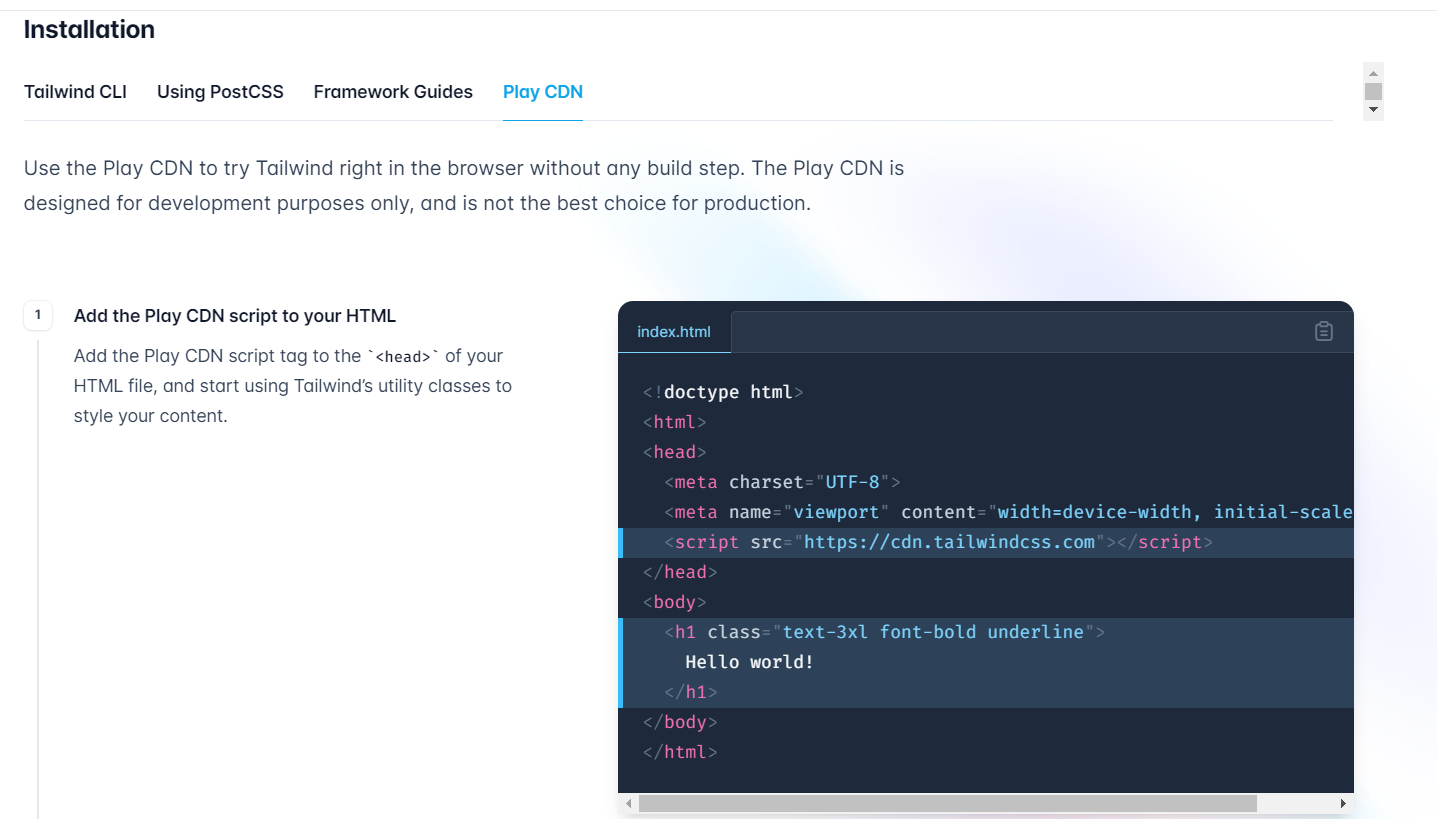 Installation
Tailwind CLI Using PostCSS Framework Guides Play CDN
Use the Play CDN to try Tailwind right in the browser without any build step. The Play CDN is
designed for development purposes only, and is not the best choice for production.
1 Add the Play CDN script to your HTML
Add the Play CDN script tag to the `<head>` of your
HTML file, and start using Tailwind’s utility classes to
style your content.
index.html
<!doctype html>
<html>
<head>
  <meta charset="UTF-8">
  <meta name="viewport" content="width=device-width, initial-scale
  <script src="https://cdn.tailwindcss.com"></script>
</head>
<body>
  <h1 class="text-3xl font-bold underline">
    Hello world!
  </h1>
</body>
</html>